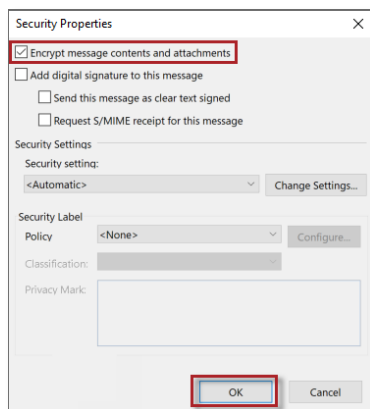 Security Properties
Encrypt message contents and attachments
Add digital signature to this message
Send this message as clear text signed
Request S/MIME receipt for this message
Security Settings
Security setting:
<Automatic>
Change Settings...
Security Label
Policy
<None>
Configure...
Classification:
Privacy Mark:
OK
Cancel